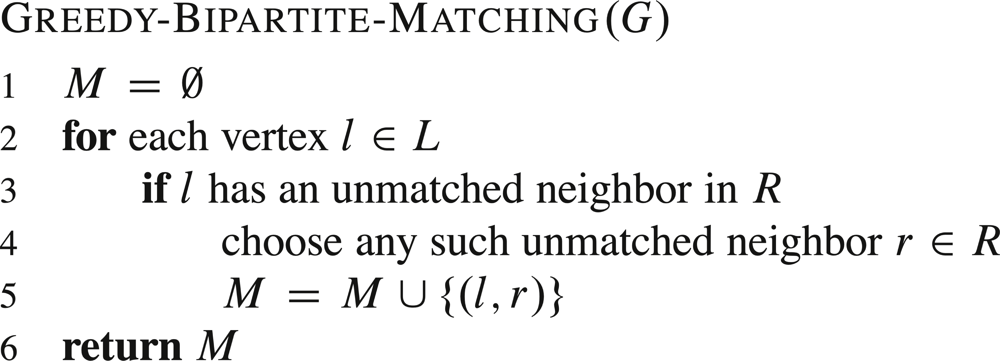 GREEDY-BIPARTITE-MATCHING(G)
1 M = ∅
2 for each vertex l ∈ L
3 if l has an unmatched neighbor in R
4 choose any such unmatched neighbor r ∈ R
5 M = M ∪ {(l, r)}
6 return M